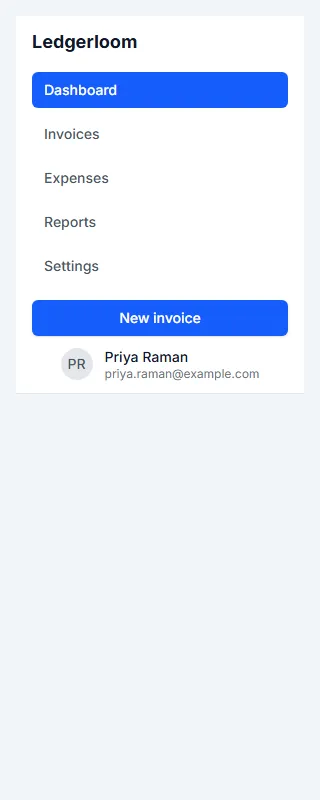 Ledgerloom
Dashboard
Invoices
Expenses
Reports
Settings
New invoice
PR
Priya Raman
priya.raman@example.com